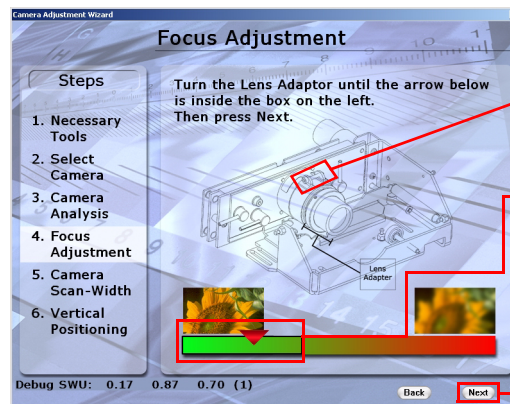 Camera Adjustment Wizard
Focus Adjustment
Steps
1. Necessary
Tools
2. Select
Camera
3. Camera
Analysis
4. Focus
Adjustment
5. Camera
Scan-Width
6. Vertical
Positioning
Turn the Lens Adaptor until the arrow below
is inside the box on the left.
Then press Next.
Lens
Adapter
Debug SWU: 0.17 0.87 0.70 (1)
Back
Next